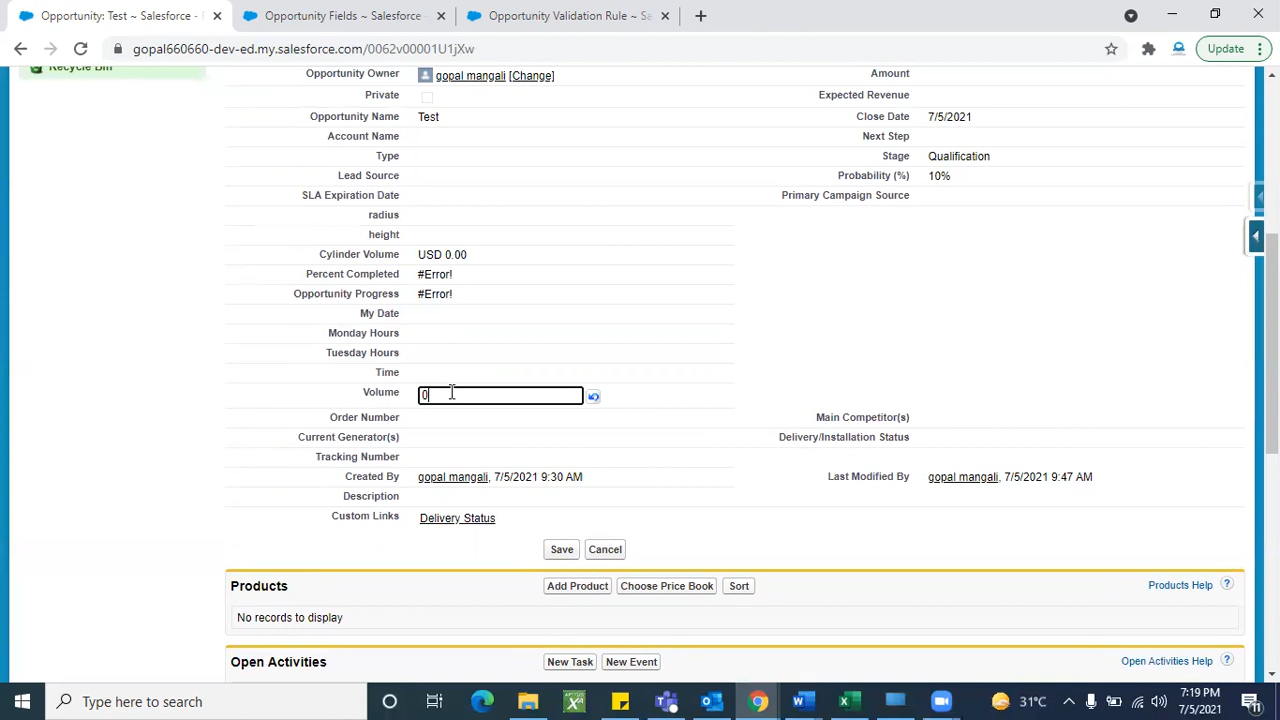 Opportunity: Test ~ Salesforce - 
Opportunity Fields ~ Salesforce - 
Opportunity Validation Rule ~ Sa
gopal660660-dev-ed.my.salesforce.com/0062v00001U1jXw
Update
Recycle Bin
Opportunity Owner gopal mangali [Change] Amount
Private Expected Revenue
Opportunity Name Test Close Date 7/5/2021
Account Name Next Step
Type Stage Qualification
Lead Source Probability (%) 10%
SLA Expiration Date Primary Campaign Source
radius
height
Cylinder Volume USD 0.00
Percent Completed #Error!
Opportunity Progress #Error!
My Date
Monday Hours
Tuesday Hours
Time
Volume 0
Order Number Main Competitor(s)
Current Generator(s) Delivery/Installation Status
Tracking Number
Created By gopal mangali, 7/5/2021 9:30 AM Last Modified By gopal mangali, 7/5/2021 9:47 AM
Description
Custom Links Delivery Status
Save Cancel
Products Add Product Choose Price Book Sort Products Help ?
No records to display
Open Activities New Task New Event Open Activities Help ?
Type here to search
31°C
7:19 PM
7/5/2021
11